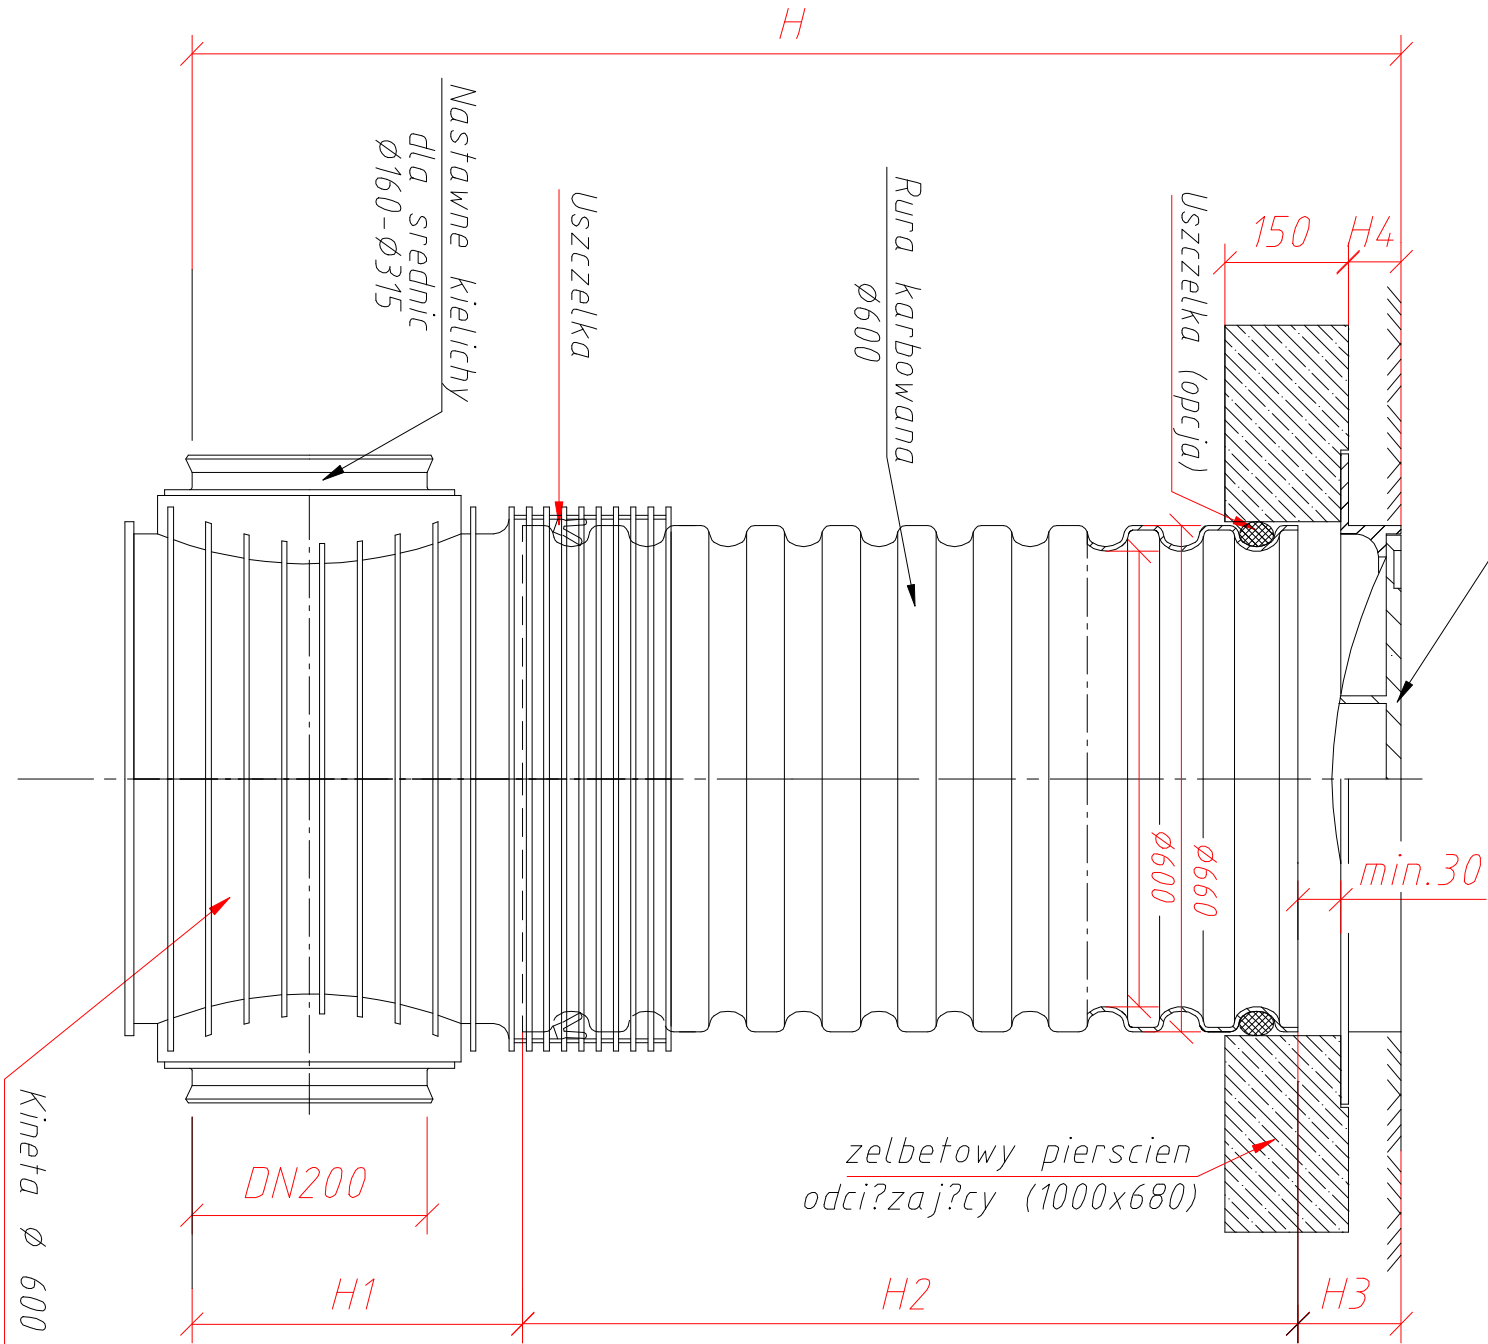 H
Nastawne kielichy
dla srednic
Ø160-Ø315
Uszczelka
Rura karbowana
Ø600
Uszczelka (opcja)
150
H4
Ø600
Ø660
min.30
zelbetowy pierscien
odci?zaj?cy (1000x680)
DN200
Kineta Ø 600
H1
H2
H3